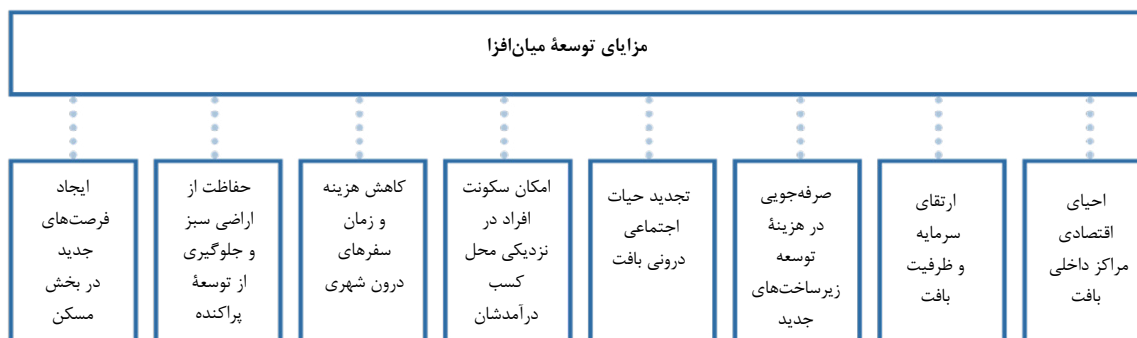 مزایای توسعهٔ میان‌افزا
احیای
اقتصادی
مراکز داخلی
بافت
ارتقای
سرمایه
و ظرفیت
بافت
صرفه‌جویی
در هزینهٔ
توسعه
زیرساخت‌های
جدید
تجدید حیات
اجتماعی
درونی بافت
امکان سکونت
افراد در
نزدیکی محل
کسب
درآمدشان
کاهش هزینه
و زمان
سفرهای
درون شهری
حفاظت از
اراضی سبز
و جلوگیری
از توسعهٔ
پراکنده
ایجاد
فرصت‌های
جدید
در بخش
مسکن